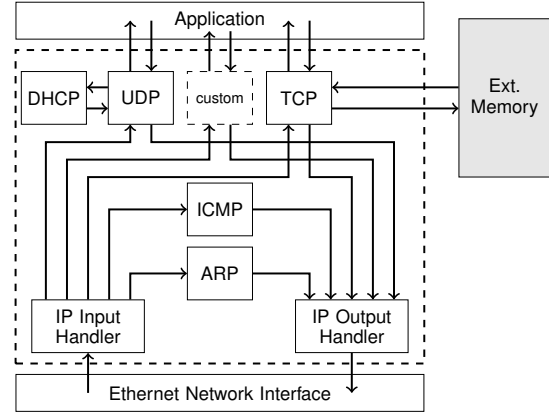 Application
DHCP
UDP
custom
TCP
Ext.
Memory
ICMP
ARP
IP Input
Handler
IP Output
Handler
Ethernet Network Interface